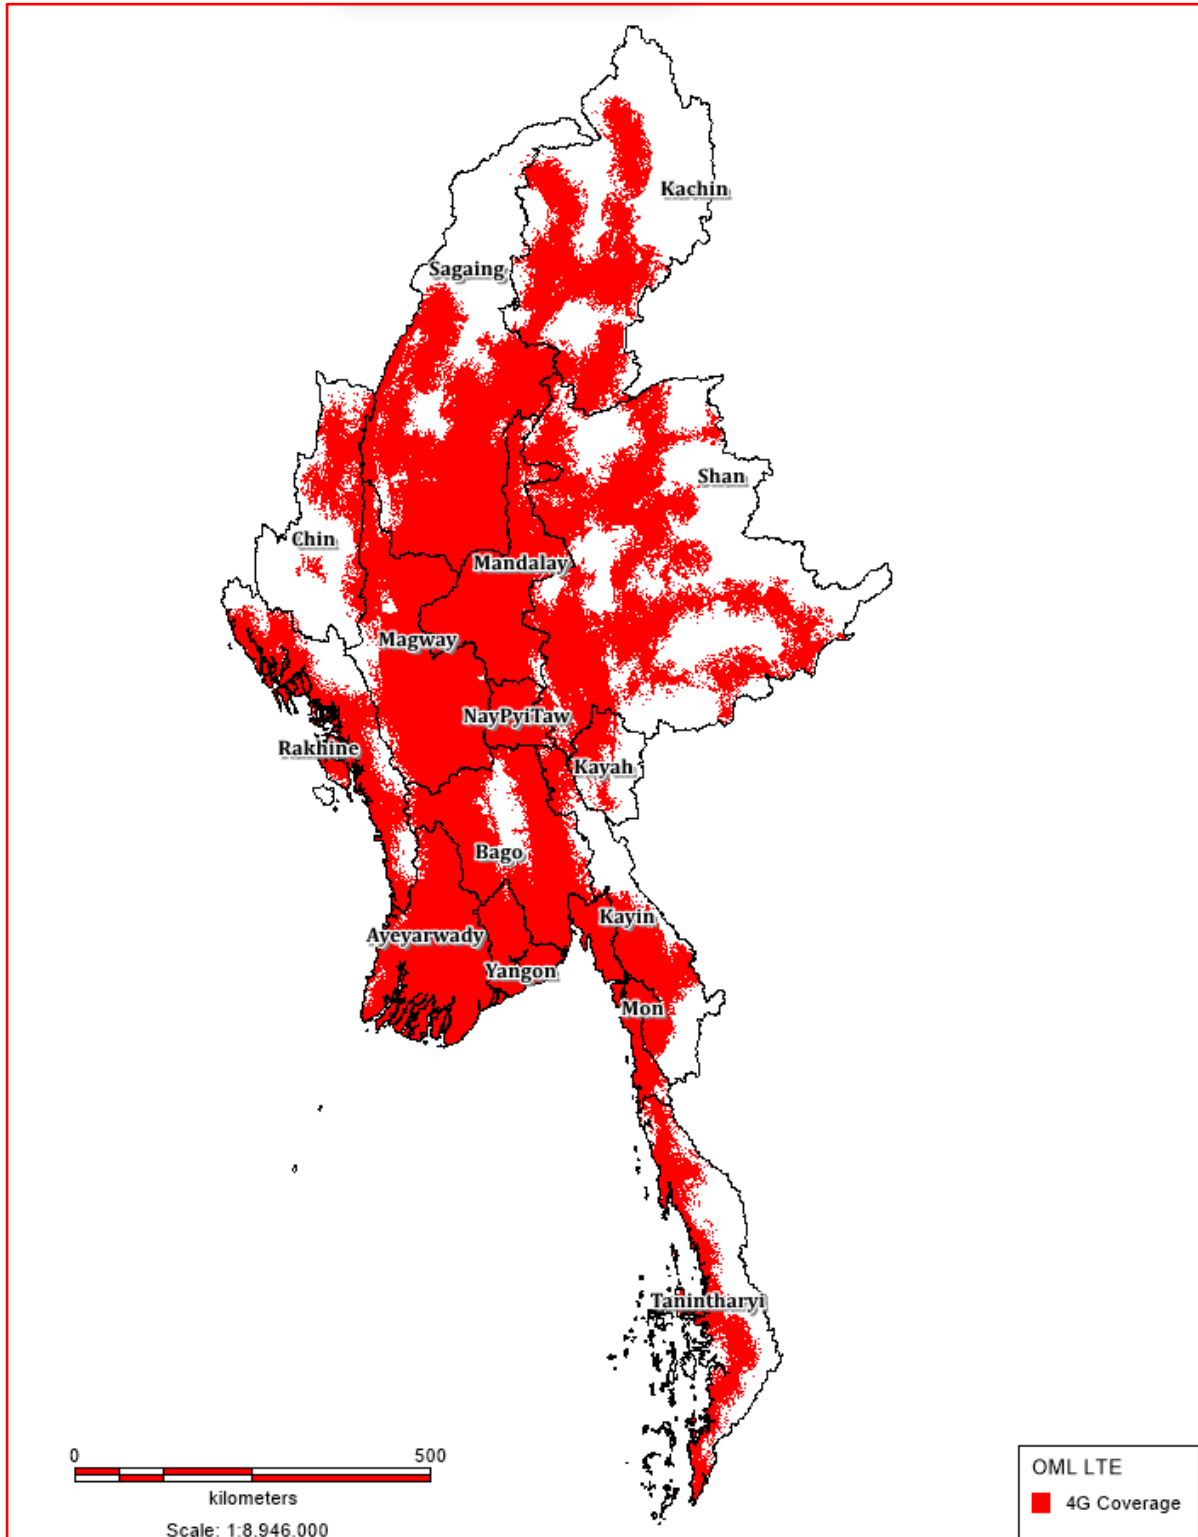 Kachin
Sagaing
Shan
Chin
Mandalay
Magway
NayPyiTaw
Rakhine
Kayah
Bago
Kayin
Ayeyarwady
Yangon
Mon
Tanintharyi
0 500
kilometers
Scale: 1:8,946,000
OML LTE
4G Coverage